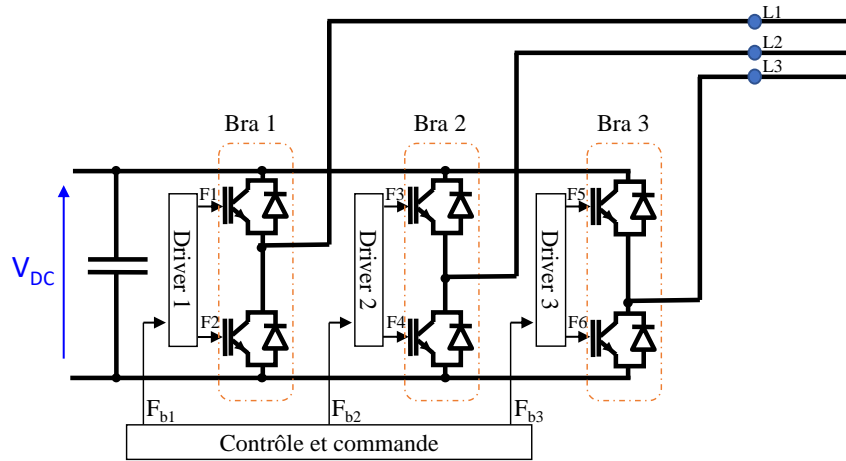 L1
L2
L3
Bra 1
Bra 2
Bra 3
F1
F3
F5
Driver 1
Driver 2
Driver 3
V_DC
F2
F4
F6
F_b1
F_b2
F_b3
Contrôle et commande